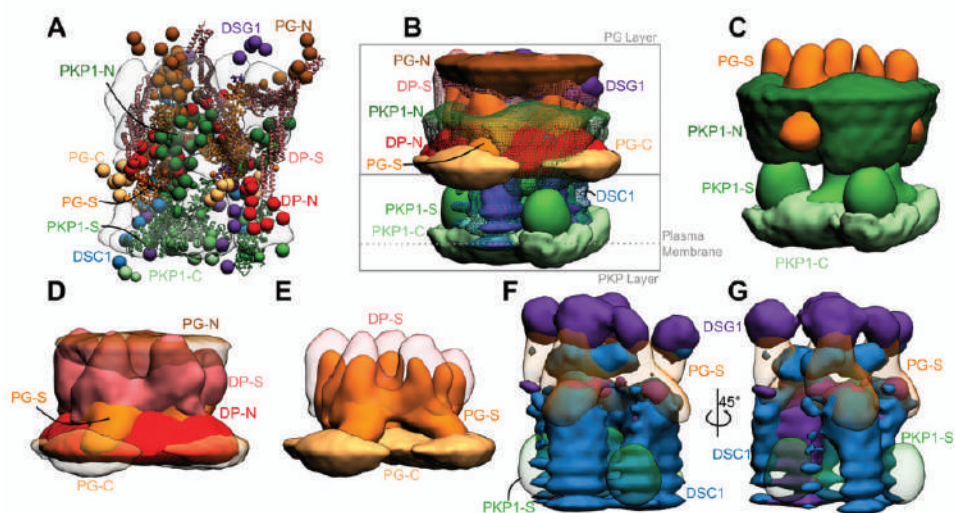 A
PG-N
DSG1
PKP1-N
PG-C
DP-S
PG-S
DP-N
PKP1-S
DSC1
PKP1-C
B
PG Layer
PG-N
DP-S
DSG1
PKP1-N
DP-N
PG-S
PG-C
PKP1-S
DSC1
PKP1-C
Plasma
Membrane
PKP Layer
C
PG-S
PKP1-N
PKP1-S
PKP1-C
D
PG-N
DP-S
PG-S
DP-N
PG-C
E
DP-S
PG-S
PG-C
F
DSG1
PG-S
DSC1
PKP1-S
45°
G
DSG1
PG-S
PKP1-S
DSC1